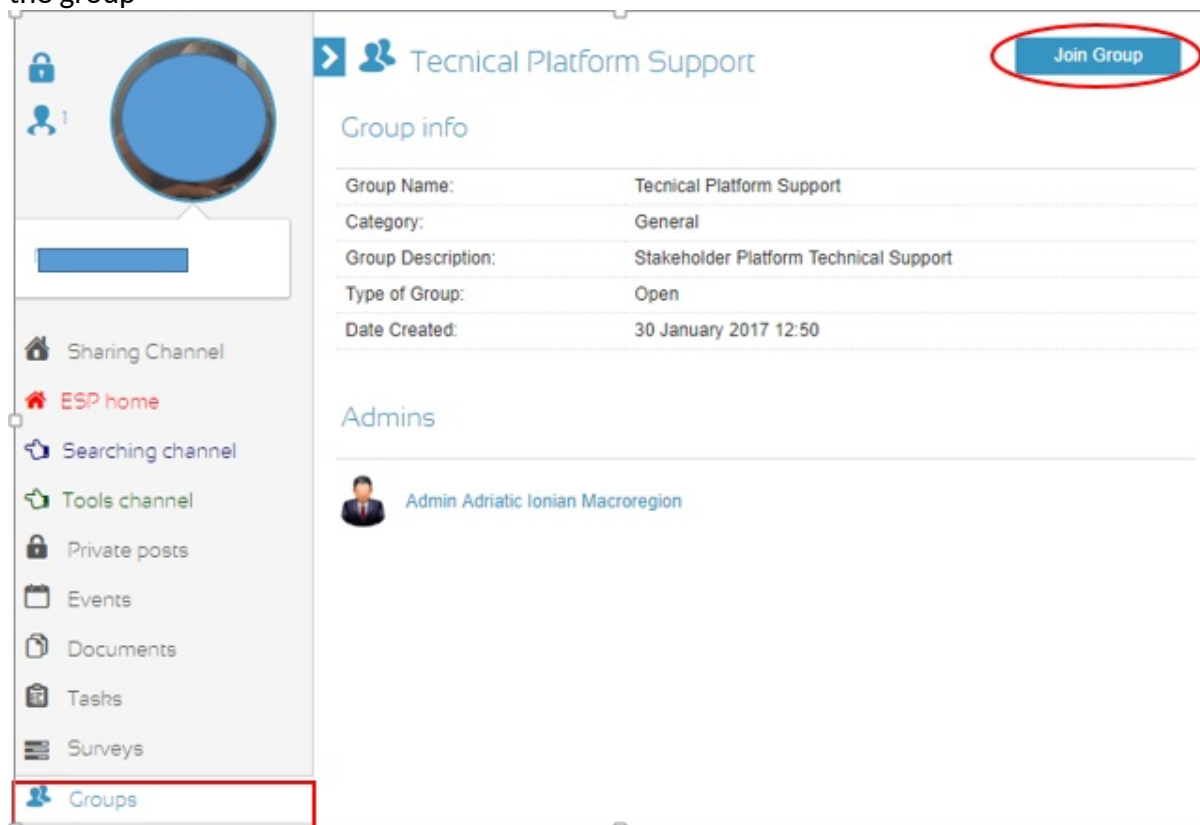 the group
1
Tecnical Platform Support
Join Group
Group info
Group Name: Tecnical Platform Support
Category: General
Group Description: Stakeholder Platform Technical Support
Type of Group: Open
Date Created: 30 January 2017 12:50
Admins
Admin Adriatic Ionian Macroregion
Sharing Channel
ESP home
Searching channel
Tools channel
Private posts
Events
Documents
Tasks
Surveys
Groups